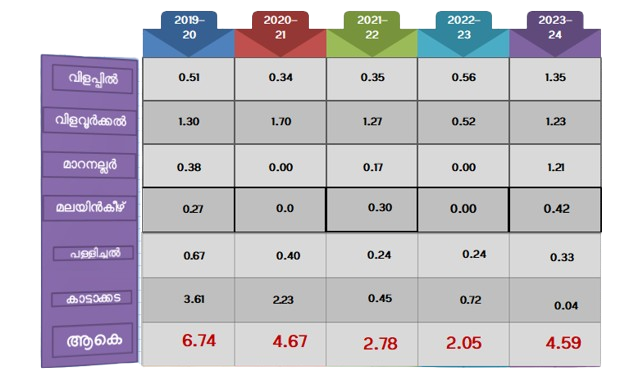 2019–20 2020–21 2021–22 2022–23 2023–24
വിളപ്പിൽ 0.51 0.34 0.35 0.56 1.35
വിളവൂർക്കൽ 1.30 1.70 1.27 0.52 1.23
മാറനല്ലൂർ 0.38 0.00 0.17 0.00 1.21
മലയിൻകീഴ് 0.27 0.0 0.30 0.00 0.42
പള്ളിച്ചൽ 0.67 0.40 0.24 0.24 0.33
കാട്ടാക്കട 3.61 2.23 0.45 0.72 0.04
ആകെ 6.74 4.67 2.78 2.05 4.59